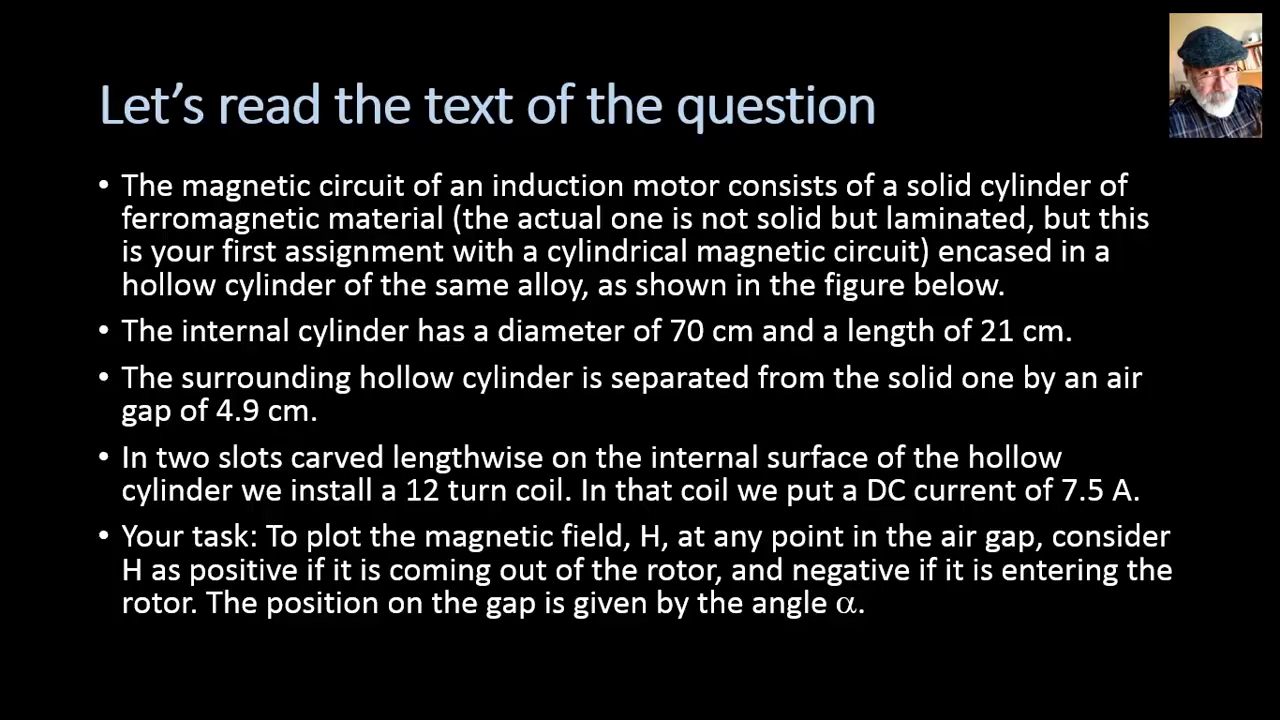 Let's read the text of the question
• The magnetic circuit of an induction motor consists of a solid cylinder of
ferromagnetic material (the actual one is not solid but laminated, but this
is your first assignment with a cylindrical magnetic circuit) encased in a
hollow cylinder of the same alloy, as shown in the figure below.
• The internal cylinder has a diameter of 70 cm and a length of 21 cm.
• The surrounding hollow cylinder is separated from the solid one by an air
gap of 4.9 cm.
• In two slots carved lengthwise on the internal surface of the hollow
cylinder we install a 12 turn coil. In that coil we put a DC current of 7.5 A.
• Your task: To plot the magnetic field, H, at any point in the air gap, consider
H as positive if it is coming out of the rotor, and negative if it is entering the
rotor. The position on the gap is given by the angle α.